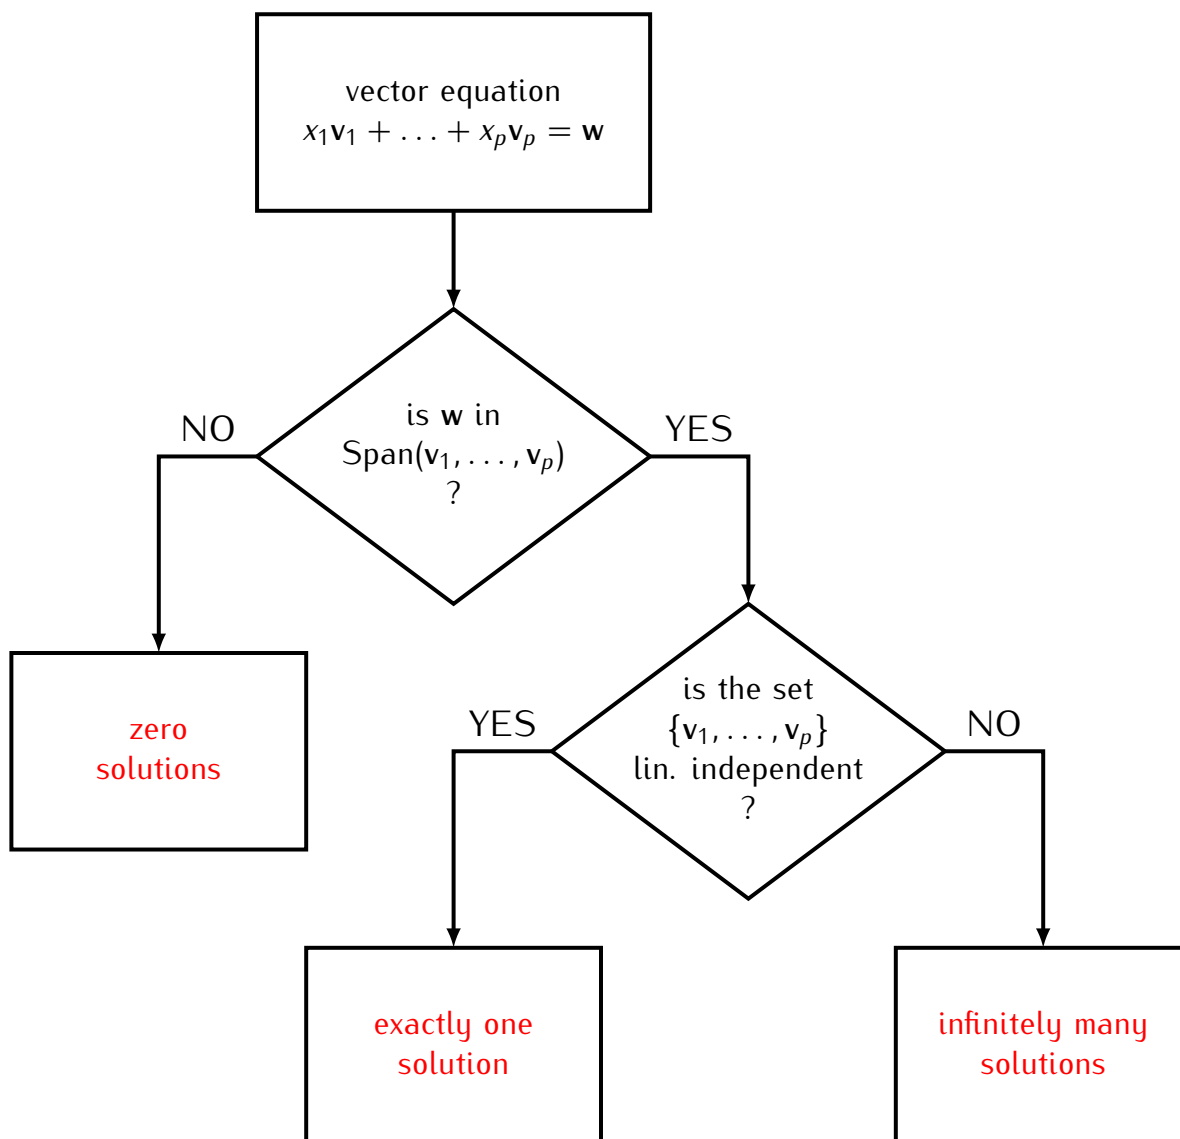 vector equation
x₁v₁ + . . . + xₚvₚ = w
NO
is w in
Span(v₁, . . . , vₚ)
?
YES
zero
solutions
YES
is the set
{v₁, . . . , vₚ}
lin. independent
?
NO
exactly one
solution
infinitely many
solutions